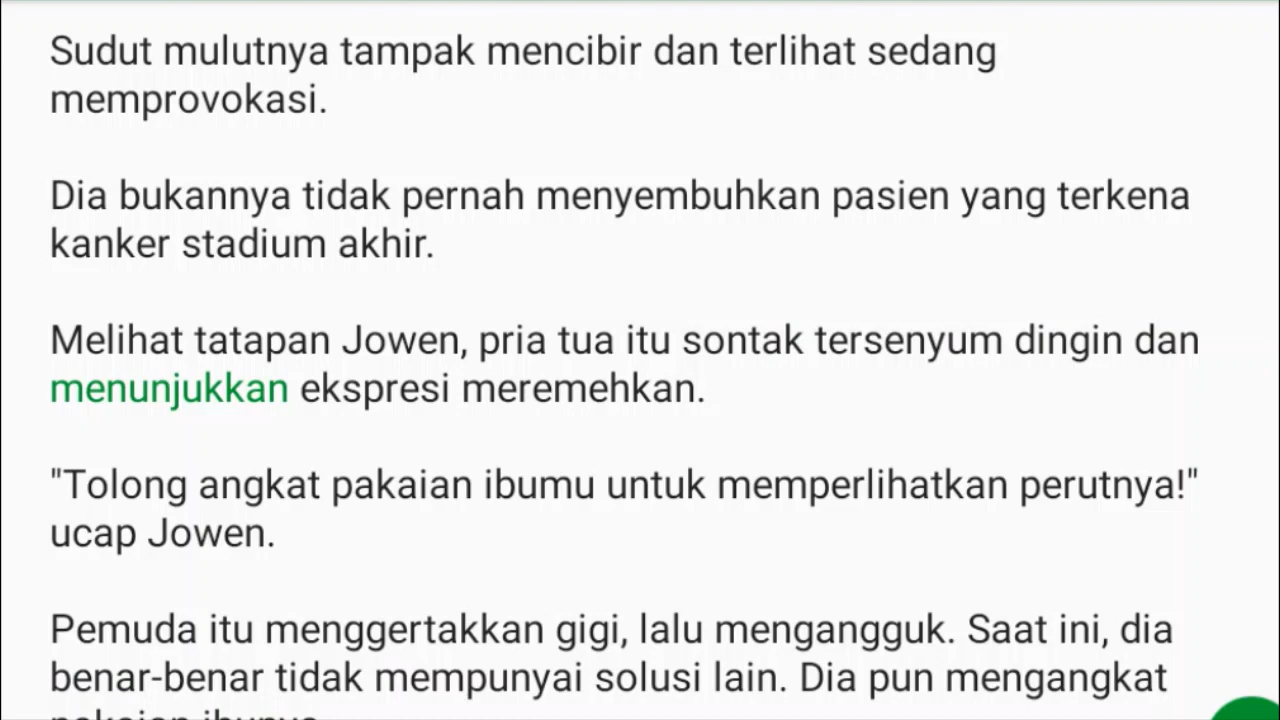 Sudut mulutnya tampak mencibir dan terlihat sedang
memprovokasi.
Dia bukannya tidak pernah menyembuhkan pasien yang terkena
kanker stadium akhir.
Melihat tatapan Jowen, pria tua itu sontak tersenyum dingin dan
menunjukkan ekspresi meremehkan.
"Tolong angkat pakaian ibumu untuk memperlihatkan perutnya!"
ucap Jowen.
Pemuda itu menggertakkan gigi, lalu mengangguk. Saat ini, dia
benar-benar tidak mempunyai solusi lain. Dia pun mengangkat